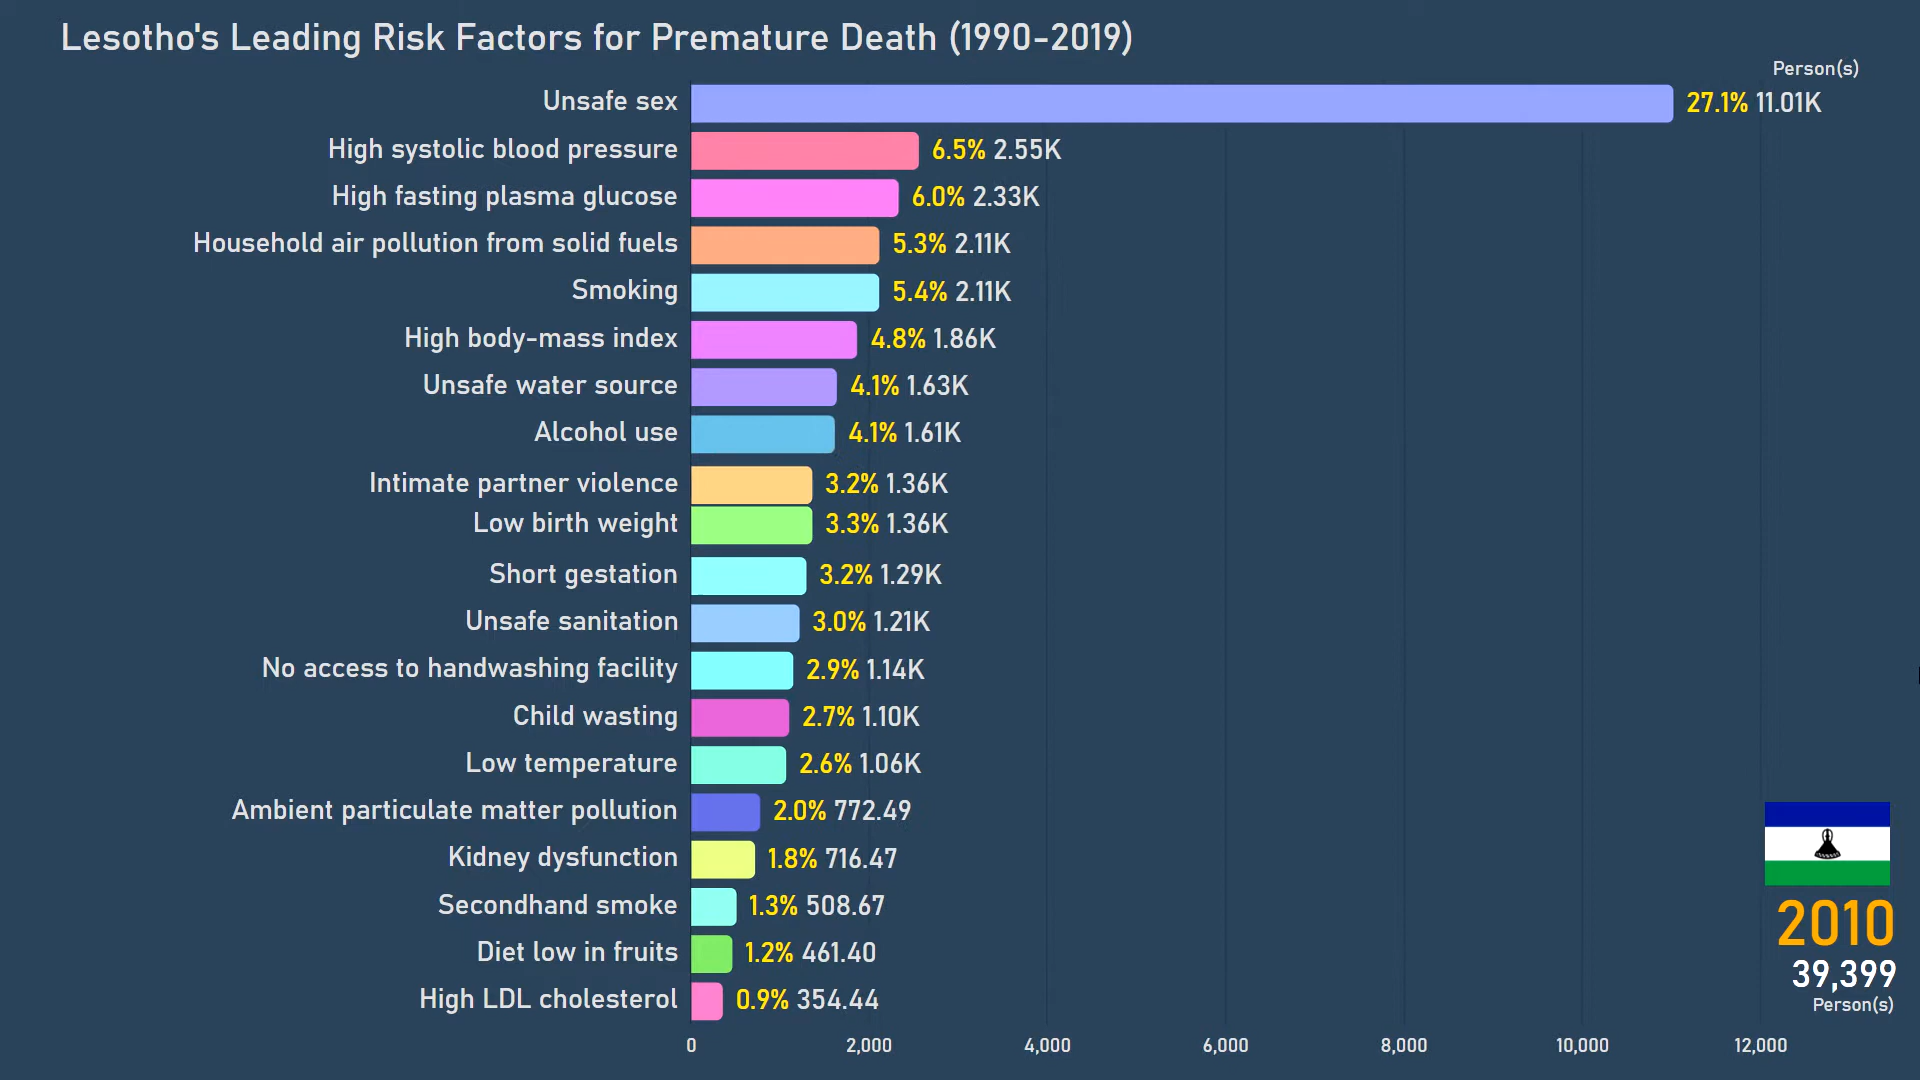 Lesotho's Leading Risk Factors for Premature Death (1990-2019)
Person(s)
Unsafe sex 27.1% 11.01K
High systolic blood pressure 6.5% 2.55K
High fasting plasma glucose 6.0% 2.33K
Household air pollution from solid fuels 5.3% 2.11K
Smoking 5.4% 2.11K
High body-mass index 4.8% 1.86K
Unsafe water source 4.1% 1.63K
Alcohol use 4.1% 1.61K
Intimate partner violence 3.2% 1.36K
Low birth weight 3.3% 1.36K
Short gestation 3.2% 1.29K
Unsafe sanitation 3.0% 1.21K
No access to handwashing facility 2.9% 1.14K
Child wasting 2.7% 1.10K
Low temperature 2.6% 1.06K
Ambient particulate matter pollution 2.0% 772.49
Kidney dysfunction 1.8% 716.47
Secondhand smoke 1.3% 508.67
Diet low in fruits 1.2% 461.40
High LDL cholesterol 0.9% 354.44
2010
39,399
Person(s)
0 2,000 4,000 6,000 8,000 10,000 12,000